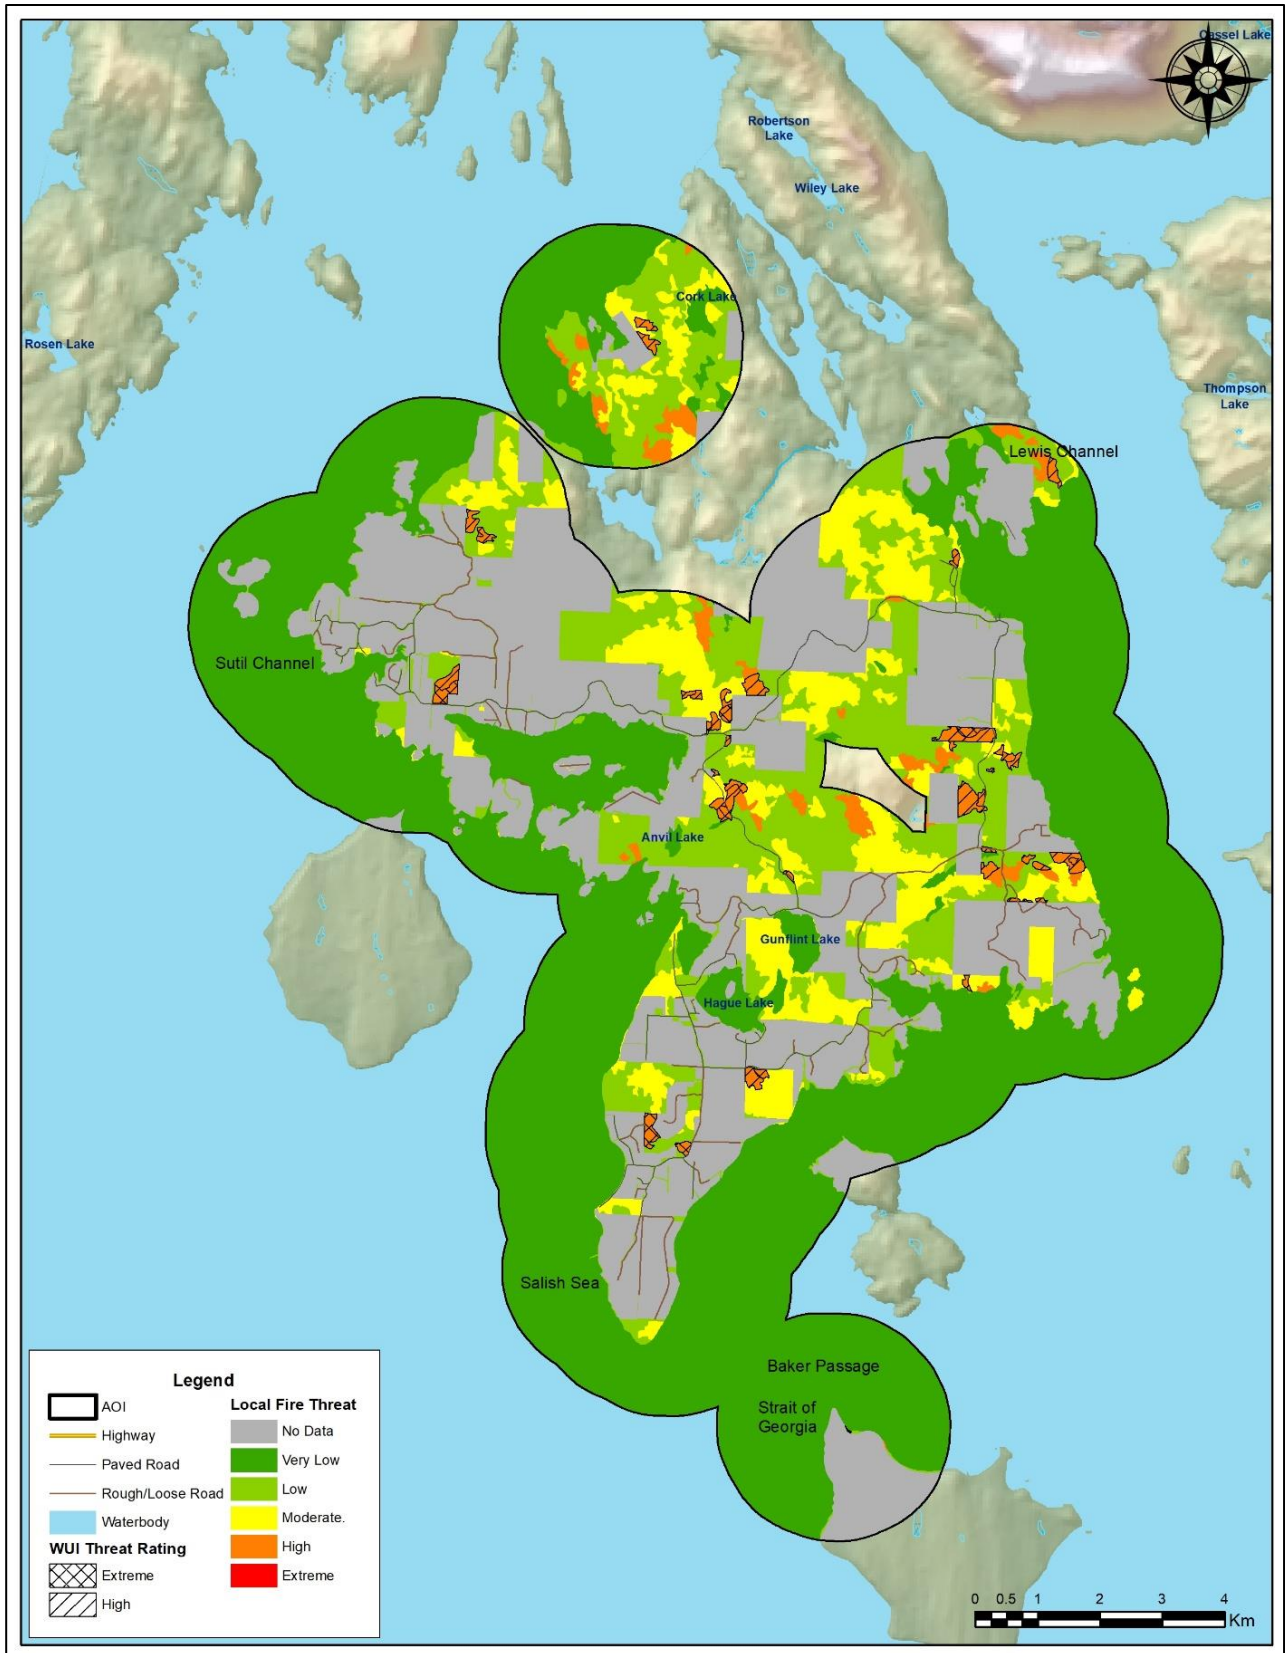 Cassel Lake
Robertson
Lake
Wiley Lake
Cork Lake
Rosen Lake
Thompson
Lake
Lewis Channel
Sutil Channel
Anvil Lake
Gunflint Lake
Hague Lake
Salish Sea
Baker Passage
Strait of
Georgia
Legend
AOI
Highway
Paved Road
Rough/Loose Road
Waterbody
WUI Threat Rating
Extreme
High
Local Fire Threat
No Data
Very Low
Low
Moderate.
High
Extreme
0 0.5 1 2 3 4
Km